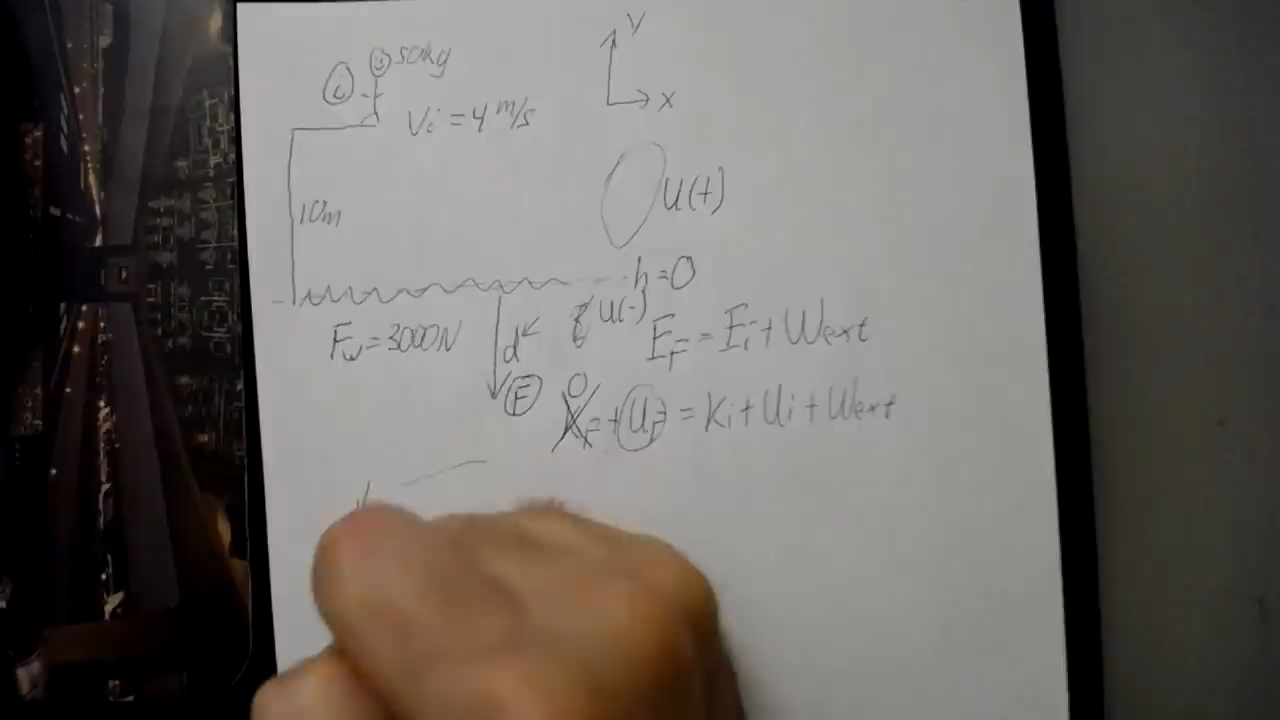 50kg
i
Vi = 4 m/s
y
x
10m
U(+)
h=0
U(-)
Fw = 3000N
d
F
EF = Ei + Wext
0
KF + UF = Ki + Ui + Wext